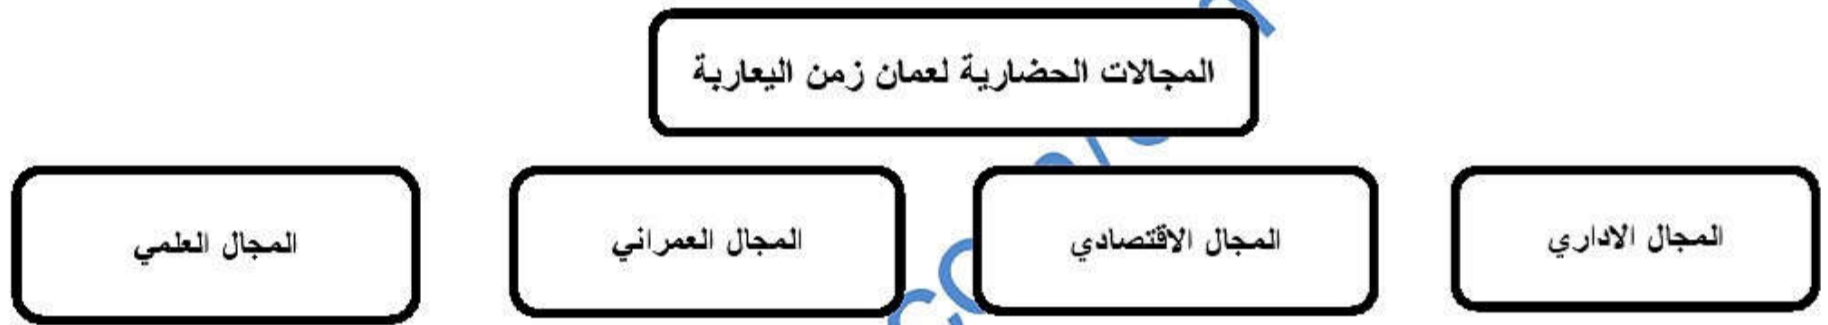 المجالات الحضارية لعمان زمن اليعاربة
المجال الاداري
المجال الاقتصادي
المجال العمراني
المجال العلمي